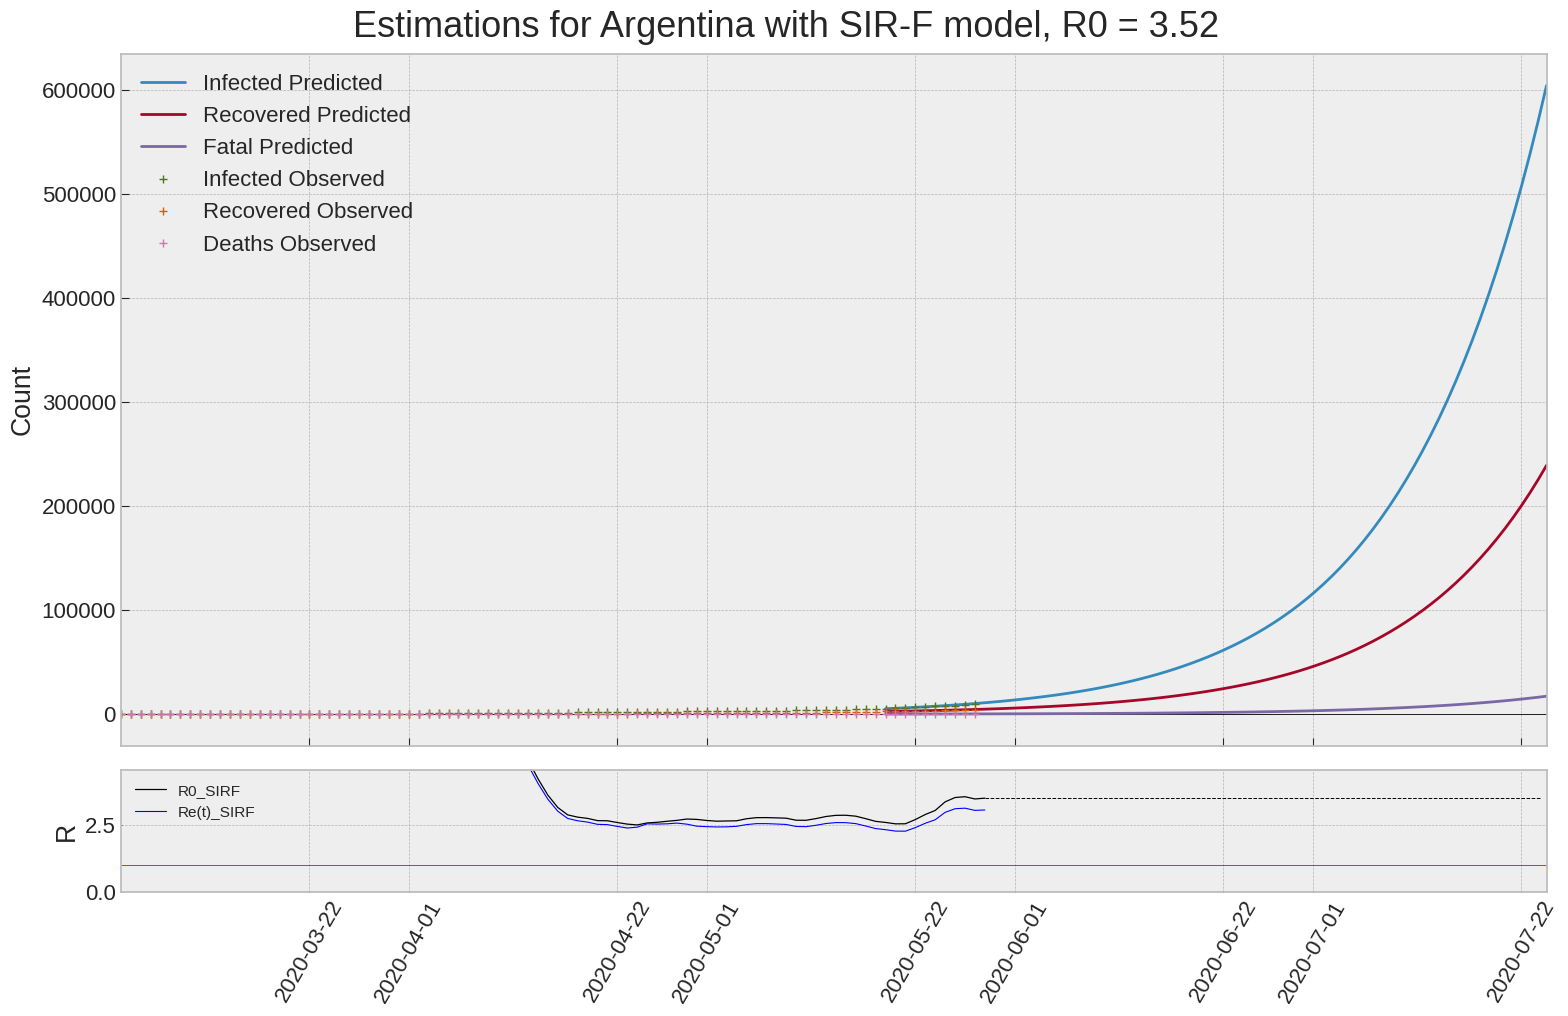 Estimations for Argentina with SIR-F model, R0 = 3.52
Infected Predicted
Recovered Predicted
Fatal Predicted
Infected Observed
Recovered Observed
Deaths Observed
600000
500000
400000
300000
200000
100000
0
Count
R0_SIRF
Re(t)_SIRF
2.5
0.0
R
2020-03-22
2020-04-01
2020-04-22
2020-05-01
2020-05-22
2020-06-01
2020-06-22
2020-07-01
2020-07-22